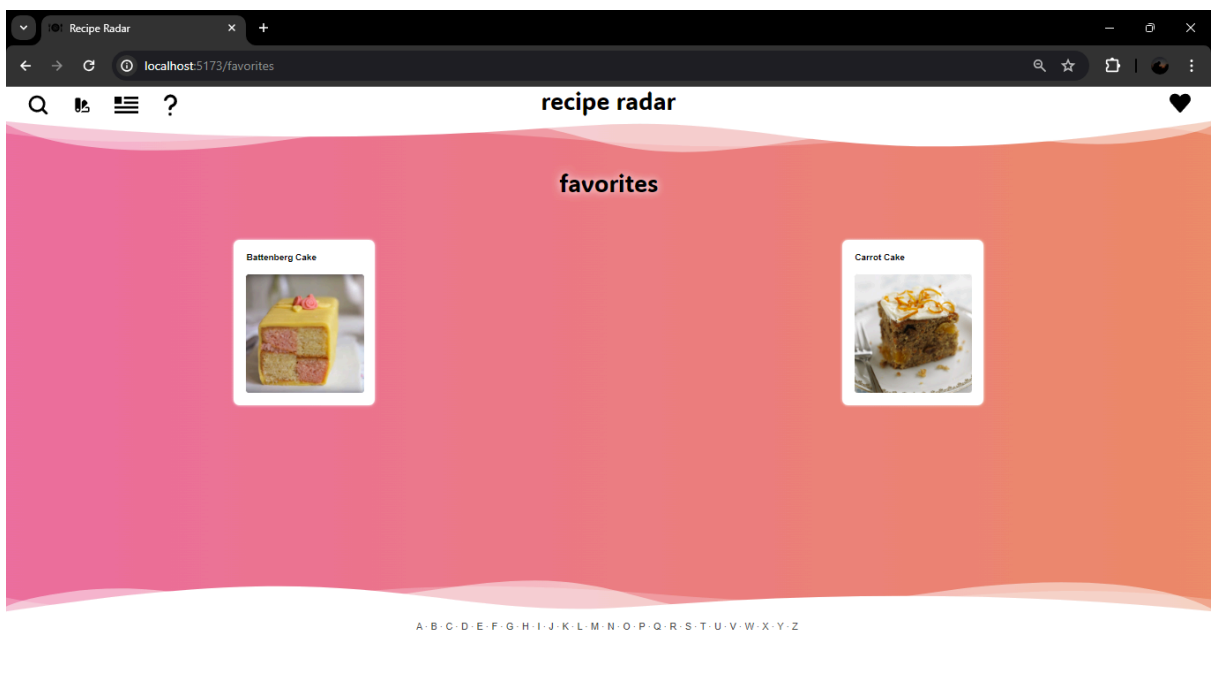 Recipe Radar
localhost:5173/favorites
?
recipe radar
favorites
Battenberg Cake
Carrot Cake
A · B · C · D · E · F · G · H · I · J · K · L · M · N · O · P · Q · R · S · T · U · V · W · X · Y · Z